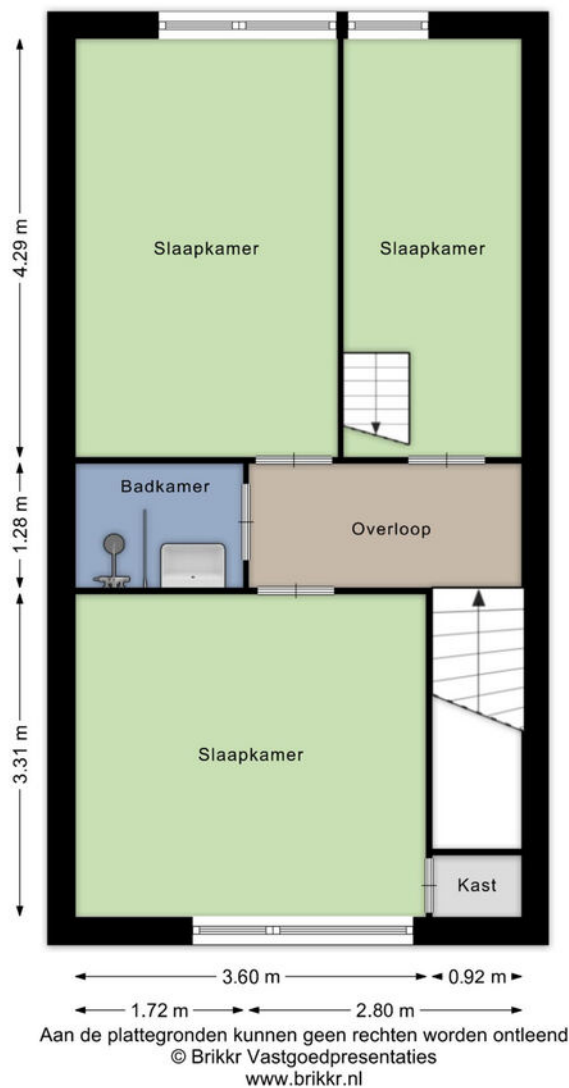 4.29 m
Slaapkamer
Slaapkamer
1.28 m
Badkamer
Overloop
3.31 m
Slaapkamer
Kast
3.60 m
0.92 m
1.72 m
2.80 m
Aan de plattegronden kunnen geen rechten worden ontleend
© Brikkr Vastgoedpresentaties
www.brikkr.nl